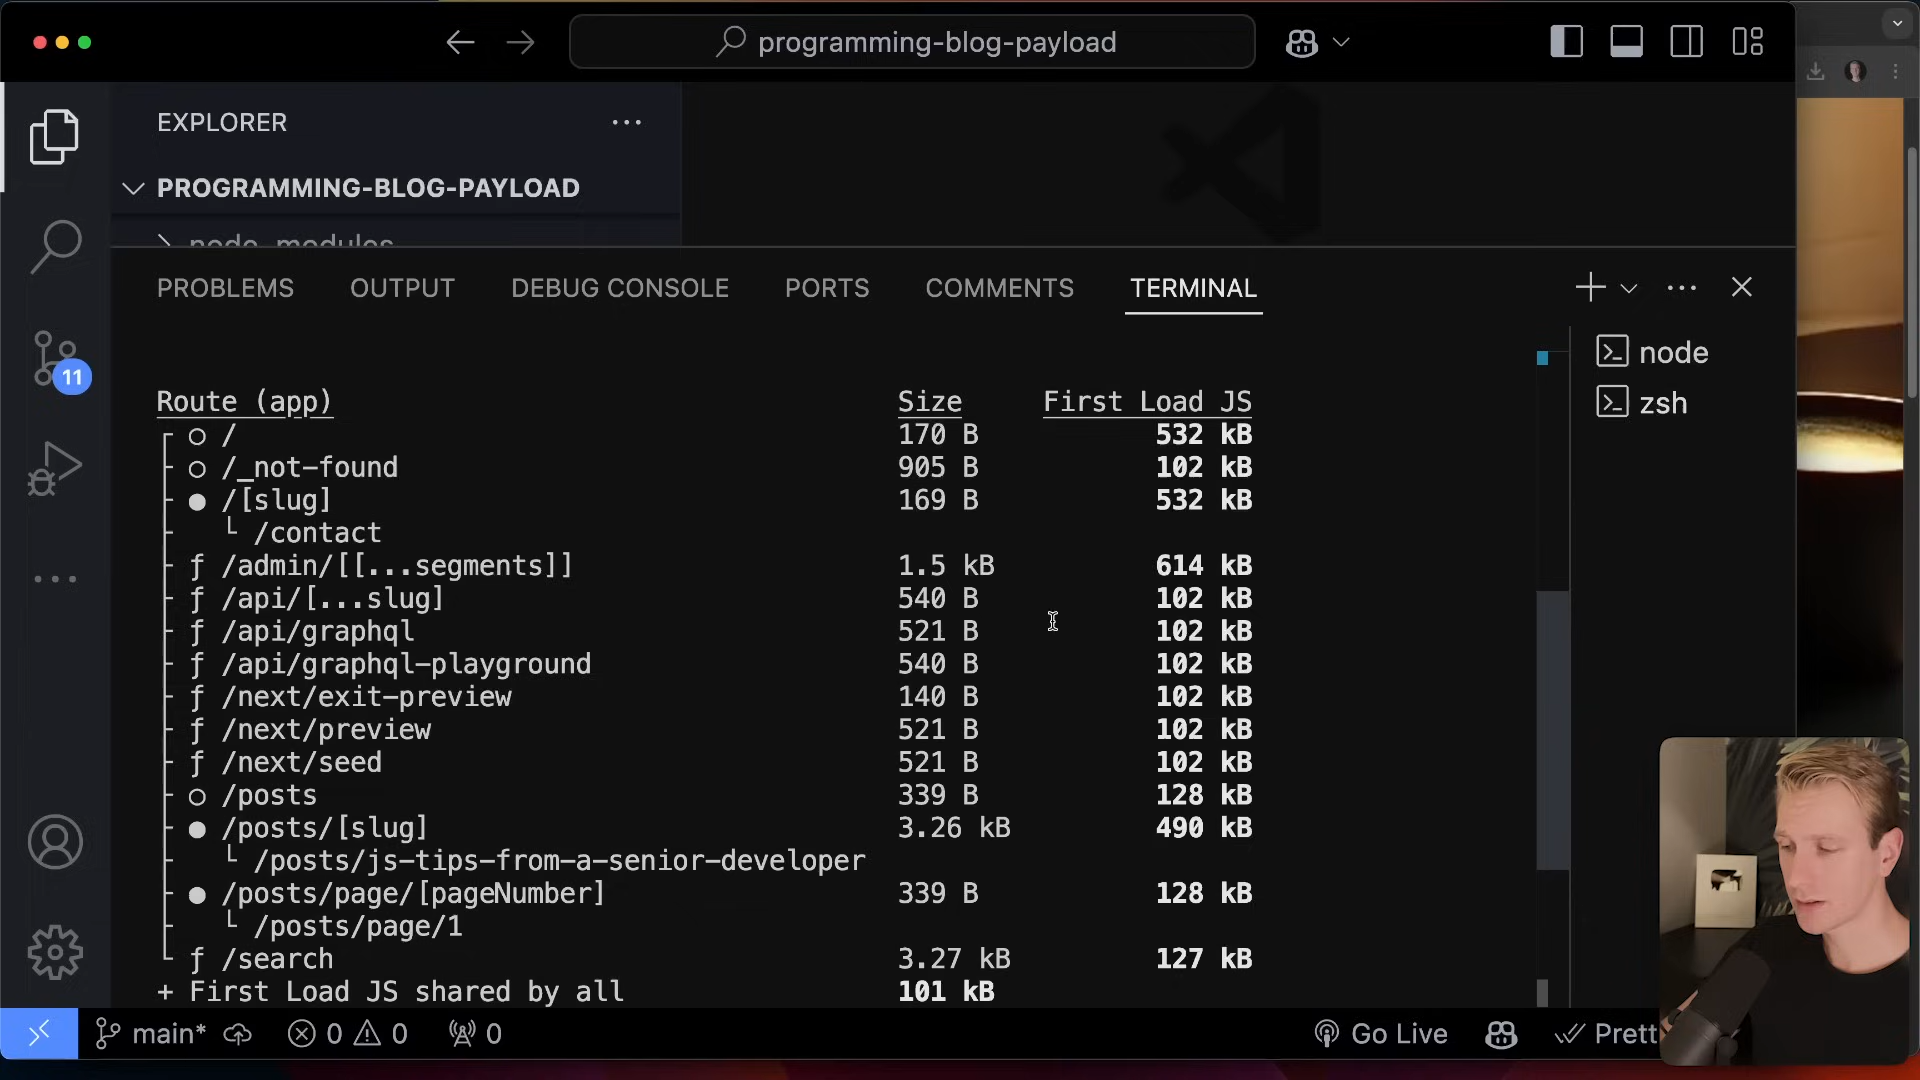 programming-blog-payload
EXPLORER
PROGRAMMING-BLOG-PAYLOAD
node_modules
11
PROBLEMS OUTPUT DEBUG CONSOLE PORTS COMMENTS TERMINAL
node
zsh
Route (app) Size First Load JS
┌ ○ / 170 B 532 kB
├ ○ /_not-found 905 B 102 kB
├ ● /[slug] 169 B 532 kB
├ └ /contact
├ ƒ /admin/[[...segments]] 1.5 kB 614 kB
├ ƒ /api/[...slug] 540 B 102 kB
├ ƒ /api/graphql 521 B 102 kB
├ ƒ /api/graphql-playground 540 B 102 kB
├ ƒ /next/exit-preview 140 B 102 kB
├ ƒ /next/preview 521 B 102 kB
├ ƒ /next/seed 521 B 102 kB
├ ○ /posts 339 B 128 kB
├ ● /posts/[slug] 3.26 kB 490 kB
├ └ /posts/js-tips-from-a-senior-developer
├ ● /posts/page/[pageNumber] 339 B 128 kB
├ └ /posts/page/1
└ ƒ /search 3.27 kB 127 kB
+ First Load JS shared by all 101 kB
main* 0 0 0 Go Live Prett